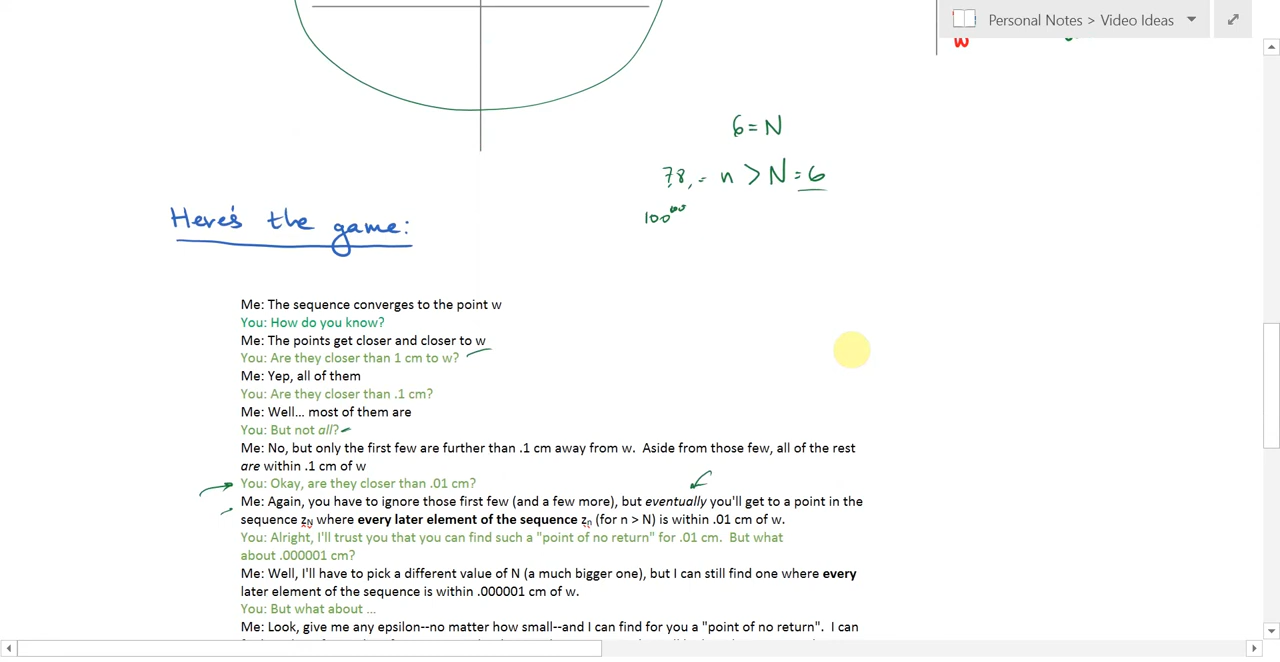 Personal Notes > Video Ideas
w
6 = N
7,8,.. = n > N = 6
100
Here's the game:
Me: The sequence converges to the point w
You: How do you know?
Me: The points get closer and closer to w
You: Are they closer than 1 cm to w?
Me: Yep, all of them
You: Are they closer than .1 cm?
Me: Well... most of them are
You: But not all?
Me: No, but only the first few are further than .1 cm away from w. Aside from those few, all of the rest
are within .1 cm of w
You: Okay, are they closer than .01 cm?
Me: Again, you have to ignore those first few (and a few more), but eventually you'll get to a point in the
sequence zN where every later element of the sequence zn (for n > N) is within .01 cm of w.
You: Alright, I'll trust you that you can find such a "point of no return" for .01 cm. But what
about .000001 cm?
Me: Well, I'll have to pick a different value of N (a much bigger one), but I can still find one where every
later element of the sequence is within .000001 cm of w.
You: But what about ...
Me: Look, give me any epsilon--no matter how small--and I can find for you a "point of no return". I can